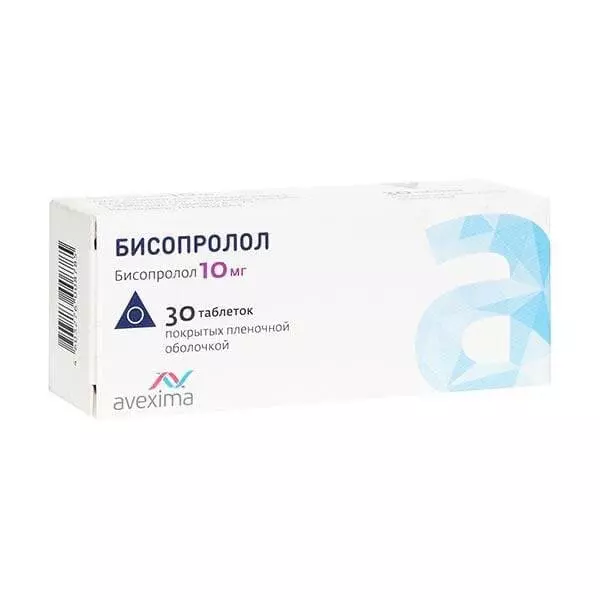 БИСОПРОЛОЛ
Бисопролол 10 мг
30 таблеток
покрытых пленочной
оболочкой
avexima